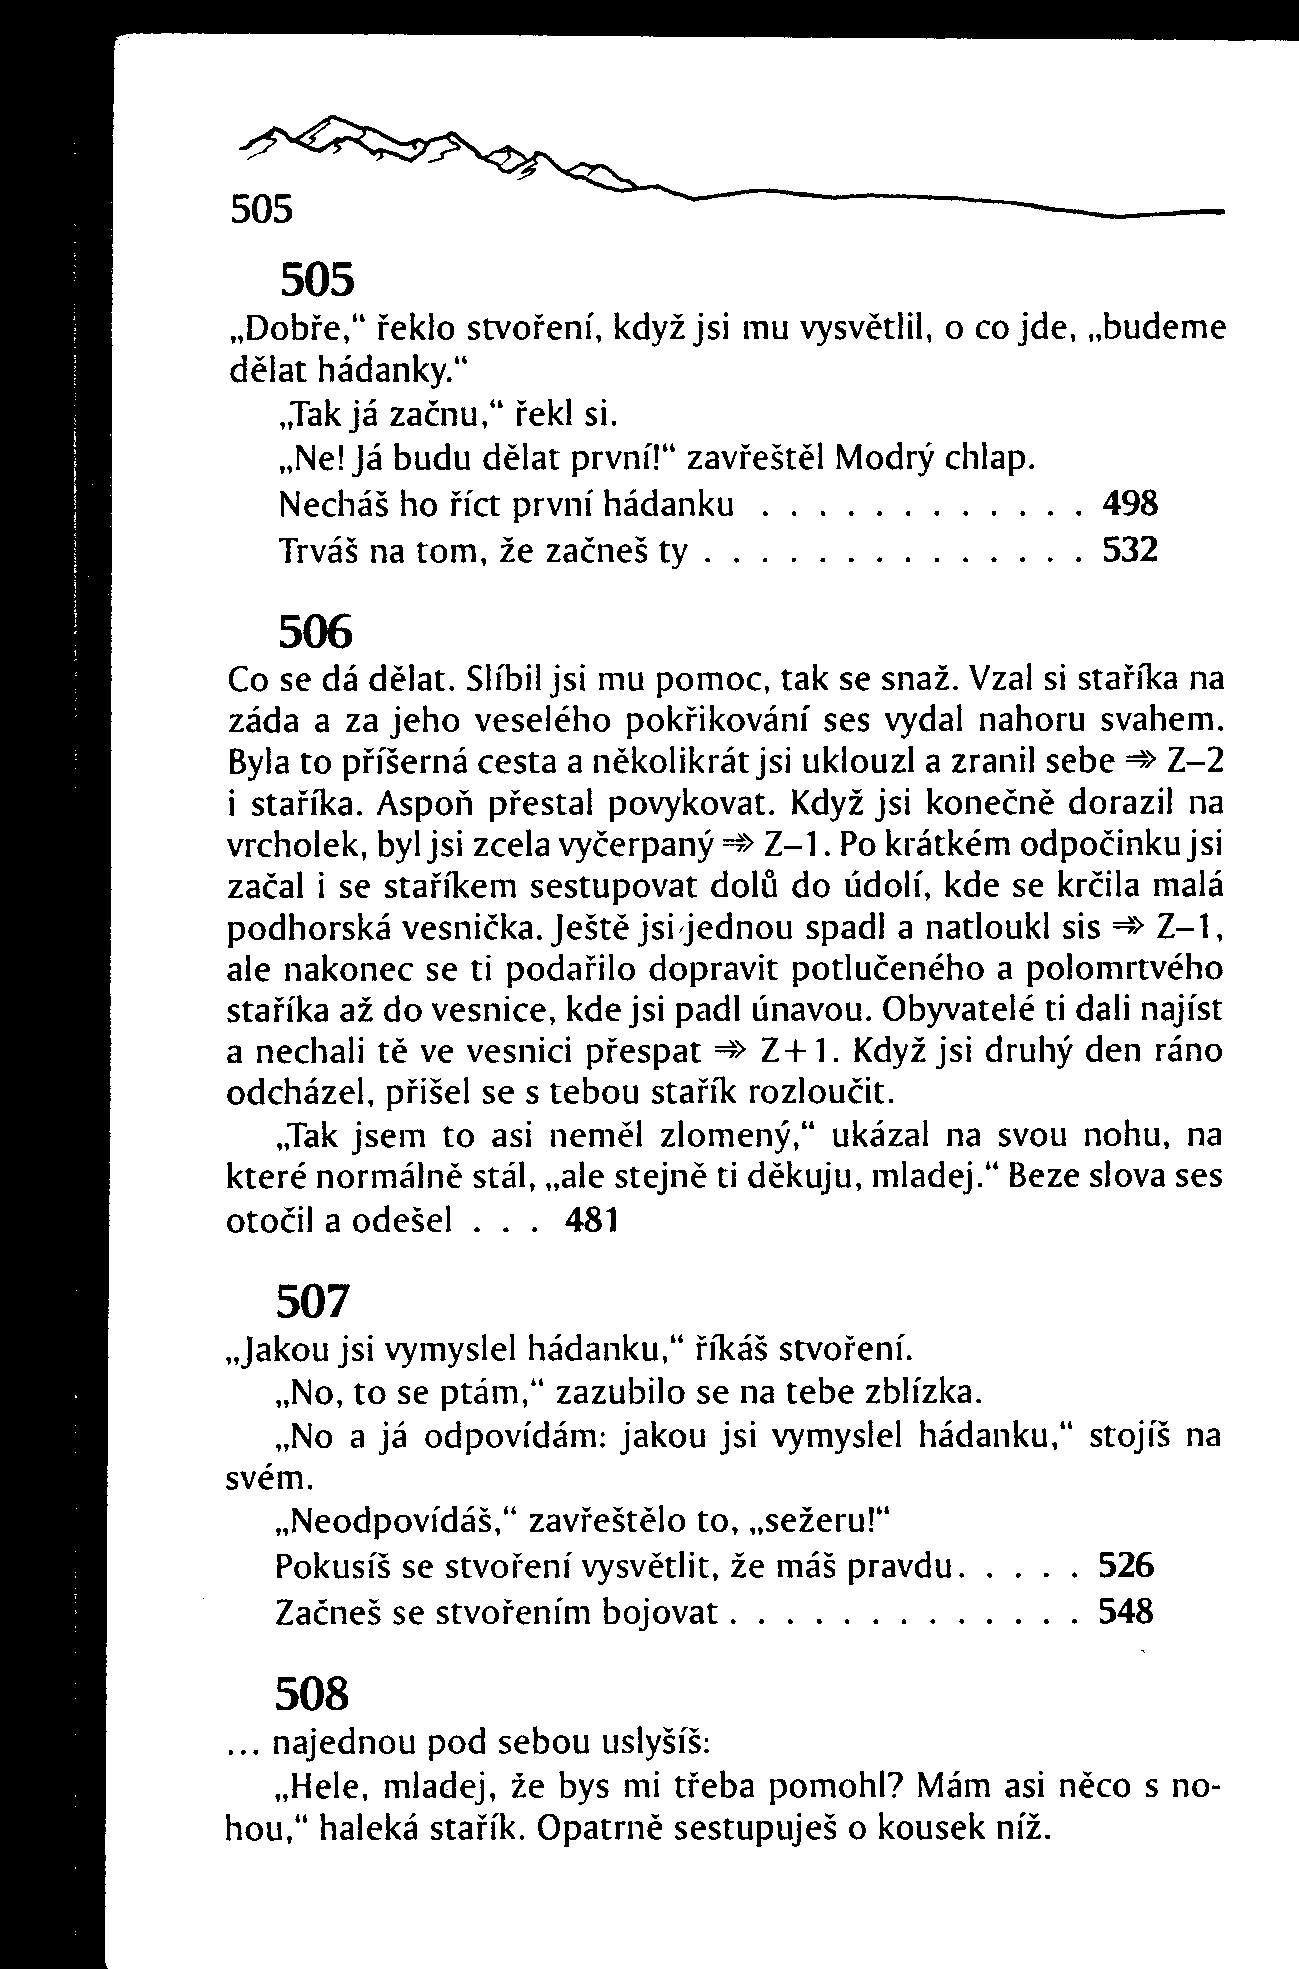 505
505
„Dobře,“ řeklo stvoření, když jsi mu vysvětlil, o co jde, „budeme
dělat hádanky.“
„Tak já začnu,“ řekl si.
„Ne! Já budu dělat první!“ zavřeštěl Modrý chlap.
Necháš ho říct první hádanku . . . . . . . . . . . . 498
Trváš na tom, že začneš ty . . . . . . . . . . . . . . 532
506
Co se dá dělat. Slíbil jsi mu pomoc, tak se snaž. Vzal si staříka na
záda a za jeho veselého pokřikování ses vydal nahoru svahem.
Byla to příšerná cesta a několikrát jsi uklouzl a zranil sebe ⇒ Z–2
i staříka. Aspoň přestal povykovat. Když jsi konečně dorazil na
vrcholek, byl jsi zcela vyčerpaný ⇒ Z–1. Po krátkém odpočinku jsi
začal i se staříkem sestupovat dolů do údolí, kde se krčila malá
podhorská vesnička. Ještě jsi jednou spadl a natloukl sis ⇒ Z–1,
ale nakonec se ti podařilo dopravit potlučeného a polomrtvého
staříka až do vesnice, kde jsi padl únavou. Obyvatelé ti dali najíst
a nechali tě ve vesnici přespat ⇒ Z+1. Když jsi druhý den ráno
odcházel, přišel se s tebou stařík rozloučit.
„Tak jsem to asi neměl zlomený,“ ukázal na svou nohu, na
které normálně stál, „ale stejně ti děkuju, mladej.“ Beze slova ses
otočil a odešel . . . 481
507
„Jakou jsi vymyslel hádanku,“ říkáš stvoření.
„No, to se ptám,“ zazubilo se na tebe zblízka.
„No a já odpovídám: jakou jsi vymyslel hádanku,“ stojíš na
svém.
„Neodpovídáš,“ zavřeštělo to, „sežeru!“
Pokusíš se stvoření vysvětlit, že máš pravdu. . . . . 526
Začneš se stvořením bojovat . . . . . . . . . . . . . 548
508
... najednou pod sebou uslyšíš:
„Hele, mladej, že bys mi třeba pomohl? Mám asi něco s no-
hou,“ haleká stařík. Opatrně sestupuješ o kousek níž.